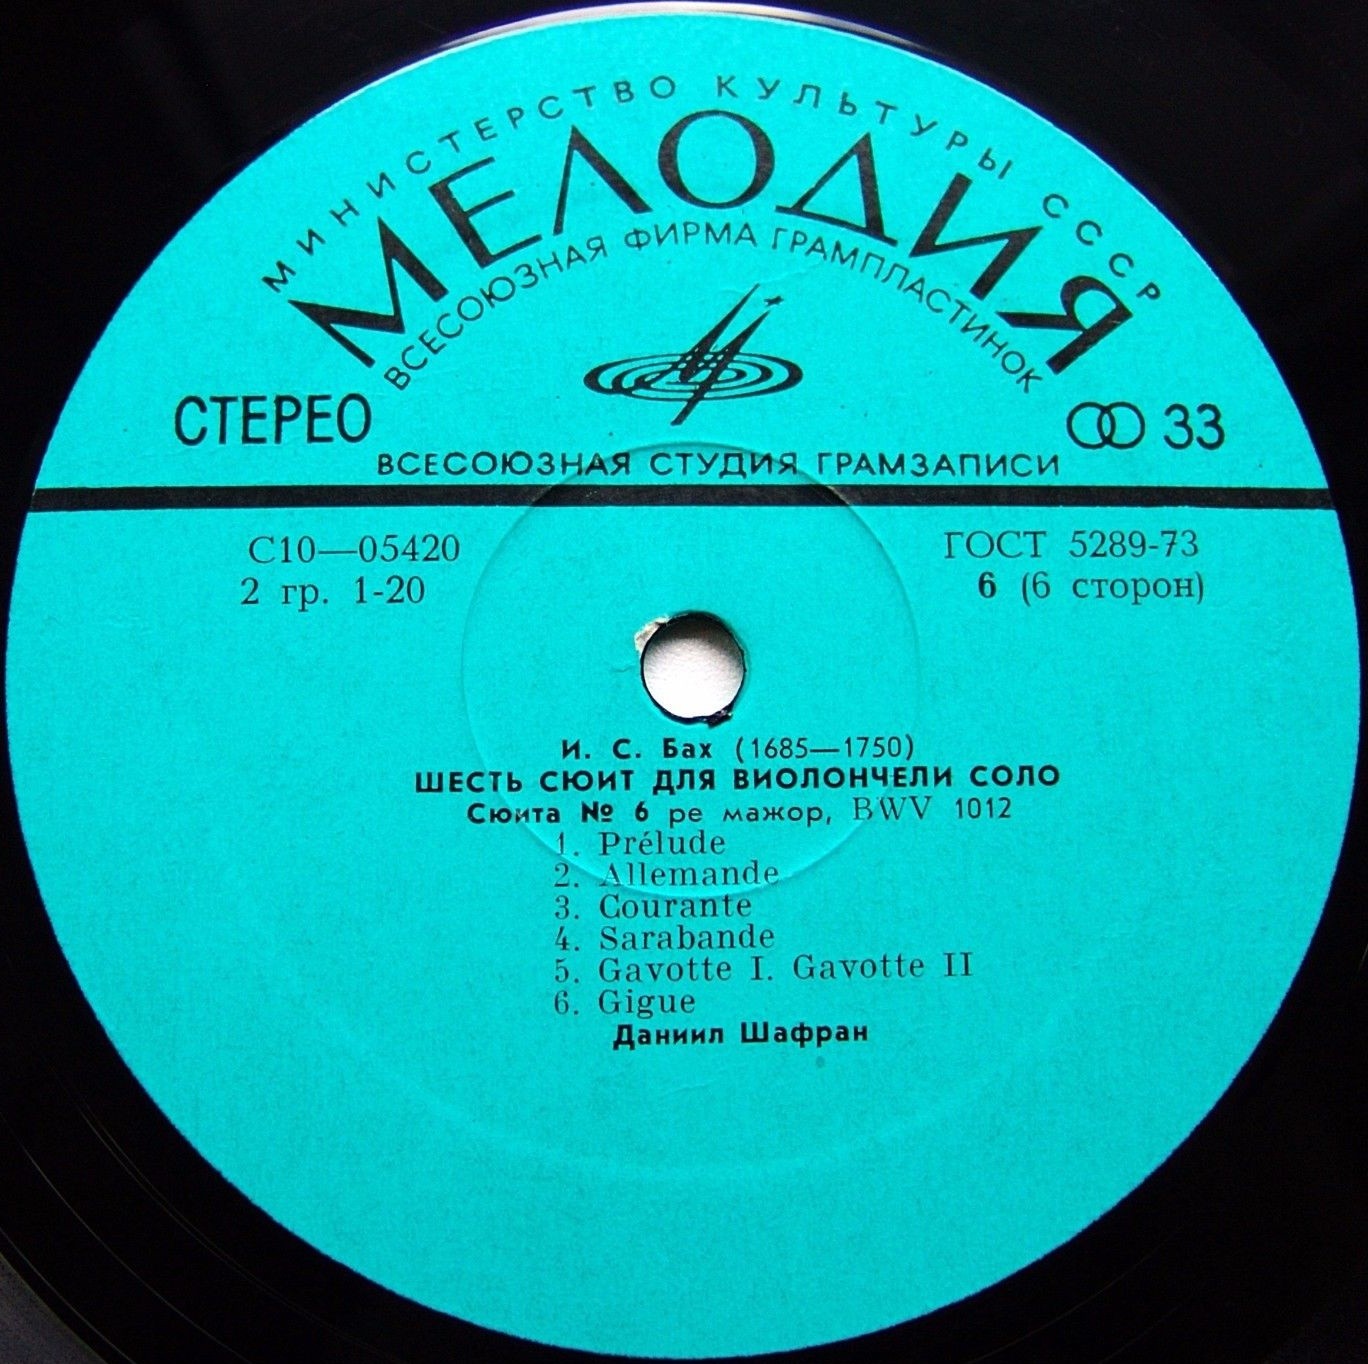 МИНИСТЕРСТВО КУЛЬТУРЫ СССР
МЕЛОДИЯ
ВСЕСОЮЗНАЯ ФИРМА ГРАМПЛАСТИНОК
СТЕРЕО
33
ВСЕСОЮЗНАЯ СТУДИЯ ГРАМЗАПИСИ
С10—05420
ГОСТ 5289-73
2 гр. 1-20
6 (6 сторон)
И. С. Бах (1685—1750)
ШЕСТЬ СЮИТ ДЛЯ ВИОЛОНЧЕЛИ СОЛО
Сюита № 6 ре мажор, BWV 1012
1. Prélude
2. Allemande
3. Courante
4. Sarabande
5. Gavotte I. Gavotte II
6. Gigue
Даниил Шафран